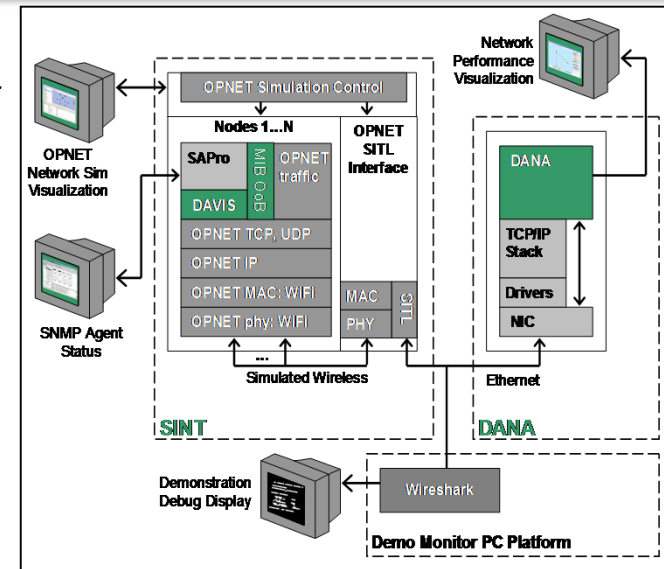 Network
Performance
Visualization
OPNET Simulation Control
OPNET
Network Sim
Visualization
Nodes 1...N
OPNET
SITL
Interface
SAPro
MIB OoB
OPNET
traffic
DAVIS
OPNET TCP, UDP
OPNET IP
OPNET MAC: WIFI
OPNET phy: WIFI
MAC
PHY
SITL
DANA
TCP/IP
Stack
Drivers
NIC
SNMP Agent
Status
...
Simulated Wireless
Ethernet
SINT
DANA
Demonstration
Debug Display
Wireshark
Demo Monitor PC Platform